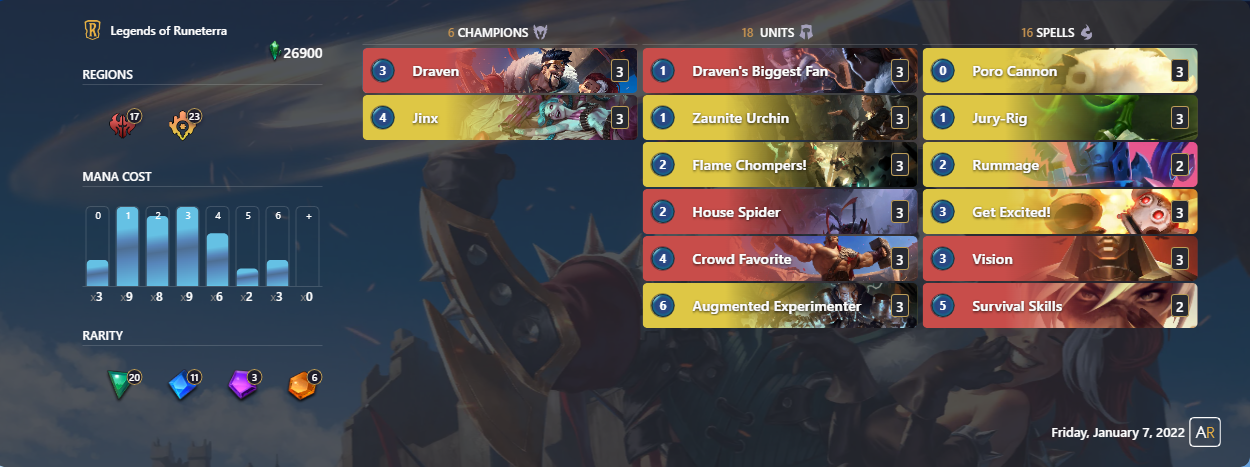 Legends of Runeterra
26900
REGIONS
17 23
MANA COST
0 1 2 3 4 5 6 +
x3 x9 x8 x9 x6 x2 x3 x0
RARITY
20 11 3 6
6 CHAMPIONS
3 Draven 3
4 Jinx 3
18 UNITS
1 Draven's Biggest Fan 3
1 Zaunite Urchin 3
2 Flame Chompers! 3
2 House Spider 3
4 Crowd Favorite 3
6 Augmented Experimenter 3
16 SPELLS
0 Poro Cannon 3
1 Jury-Rig 3
2 Rummage 2
3 Get Excited! 3
3 Vision 3
5 Survival Skills 2
Friday, January 7, 2022 AR